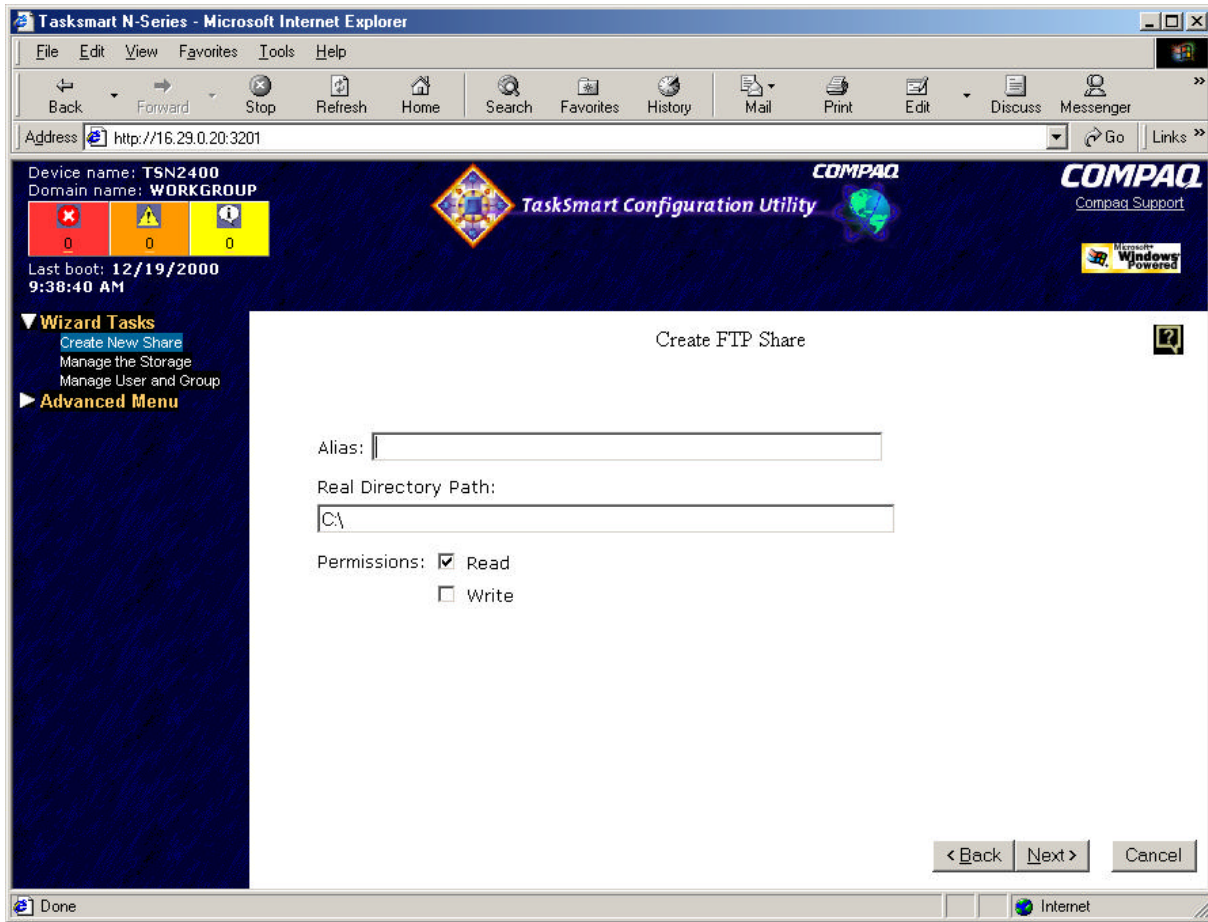 Tasksmart N-Series - Microsoft Internet Explorer
File Edit View Favorites Tools Help
Back Forward Stop Refresh Home Search Favorites History Mail Print Edit Discuss Messenger »
Address http://16.29.0.20:3201 Go Links »
Device name: TSN2400
Domain name: WORKGROUP
0 0 0
Last boot: 12/19/2000
9:38:40 AM
COMPAQ
TaskSmart Configuration Utility
COMPAQ
Compaq Support
Microsoft
Windows
Powered
Wizard Tasks
Create New Share
Manage the Storage
Manage User and Group
Advanced Menu
Create FTP Share
Alias:
Real Directory Path:
C:\
Permissions: Read
Write
< Back Next > Cancel
Done Internet